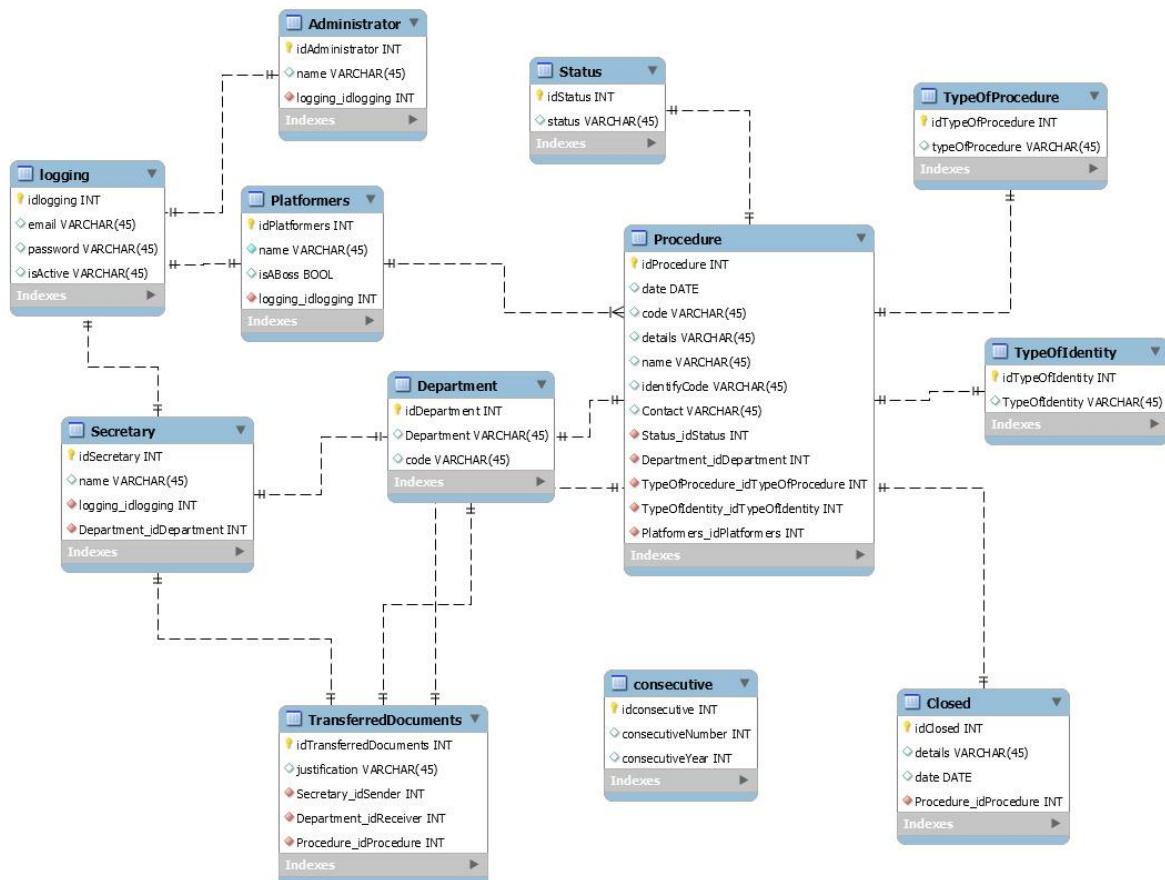 Administrator
idAdministrator INT
name VARCHAR(45)
logging_idlogging INT
Indexes
Status
idStatus INT
status VARCHAR(45)
Indexes
TypeOfProcedure
idTypeOfProcedure INT
typeOfProcedure VARCHAR(45)
Indexes
logging
idlogging INT
email VARCHAR(45)
password VARCHAR(45)
isActive VARCHAR(45)
Indexes
Platformers
idPlatformers INT
name VARCHAR(45)
isABoss BOOL
logging_idlogging INT
Indexes
Procedure
idProcedure INT
date DATE
code VARCHAR(45)
details VARCHAR(45)
name VARCHAR(45)
identifyCode VARCHAR(45)
Contact VARCHAR(45)
Status_idStatus INT
Department_idDepartment INT
TypeOfProcedure_idTypeOfProcedure INT
TypeOfIdentity_idTypeOfIdentity INT
Platformers_idPlatformers INT
Indexes
TypeOfIdentity
idTypeOfIdentity INT
TypeOfIdentity VARCHAR(45)
Indexes
Department
idDepartment INT
Department VARCHAR(45)
code VARCHAR(45)
Indexes
Secretary
idSecretary INT
name VARCHAR(45)
logging_idlogging INT
Department_idDepartment INT
Indexes
TransferredDocuments
idTransferredDocuments INT
justification VARCHAR(45)
Secretary_idSender INT
Department_idReceiver INT
Procedure_idProcedure INT
Indexes
consecutive
idconsecutive INT
consecutiveNumber INT
consecutiveYear INT
Indexes
Closed
idClosed INT
details VARCHAR(45)
date DATE
Procedure_idProcedure INT
Indexes